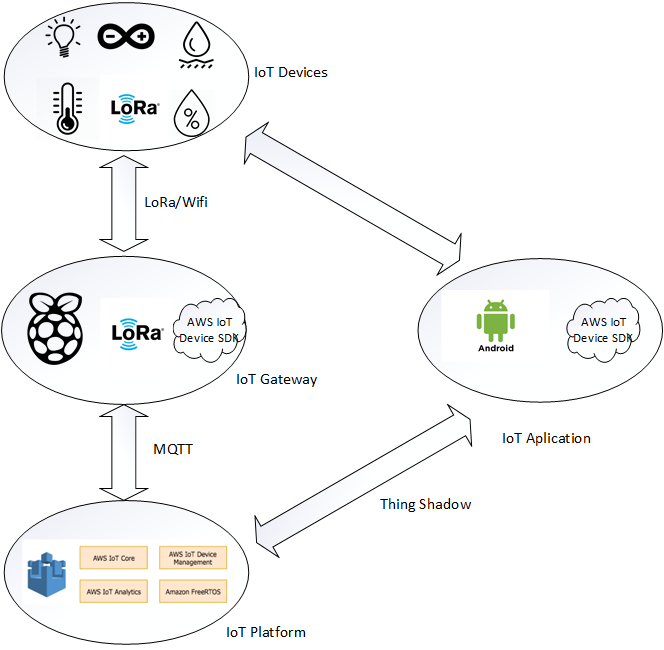 LoRa
%
IoT Devices
LoRa/Wifi
LoRa
AWS IoT
Device SDK
IoT Gateway
Android
AWS IoT
Device SDK
IoT Aplication
MQTT
Thing Shadow
AWS IoT Core
AWS IoT Device
Management
AWS IoT Analytics
Amazon FreeRTOS
IoT Platform